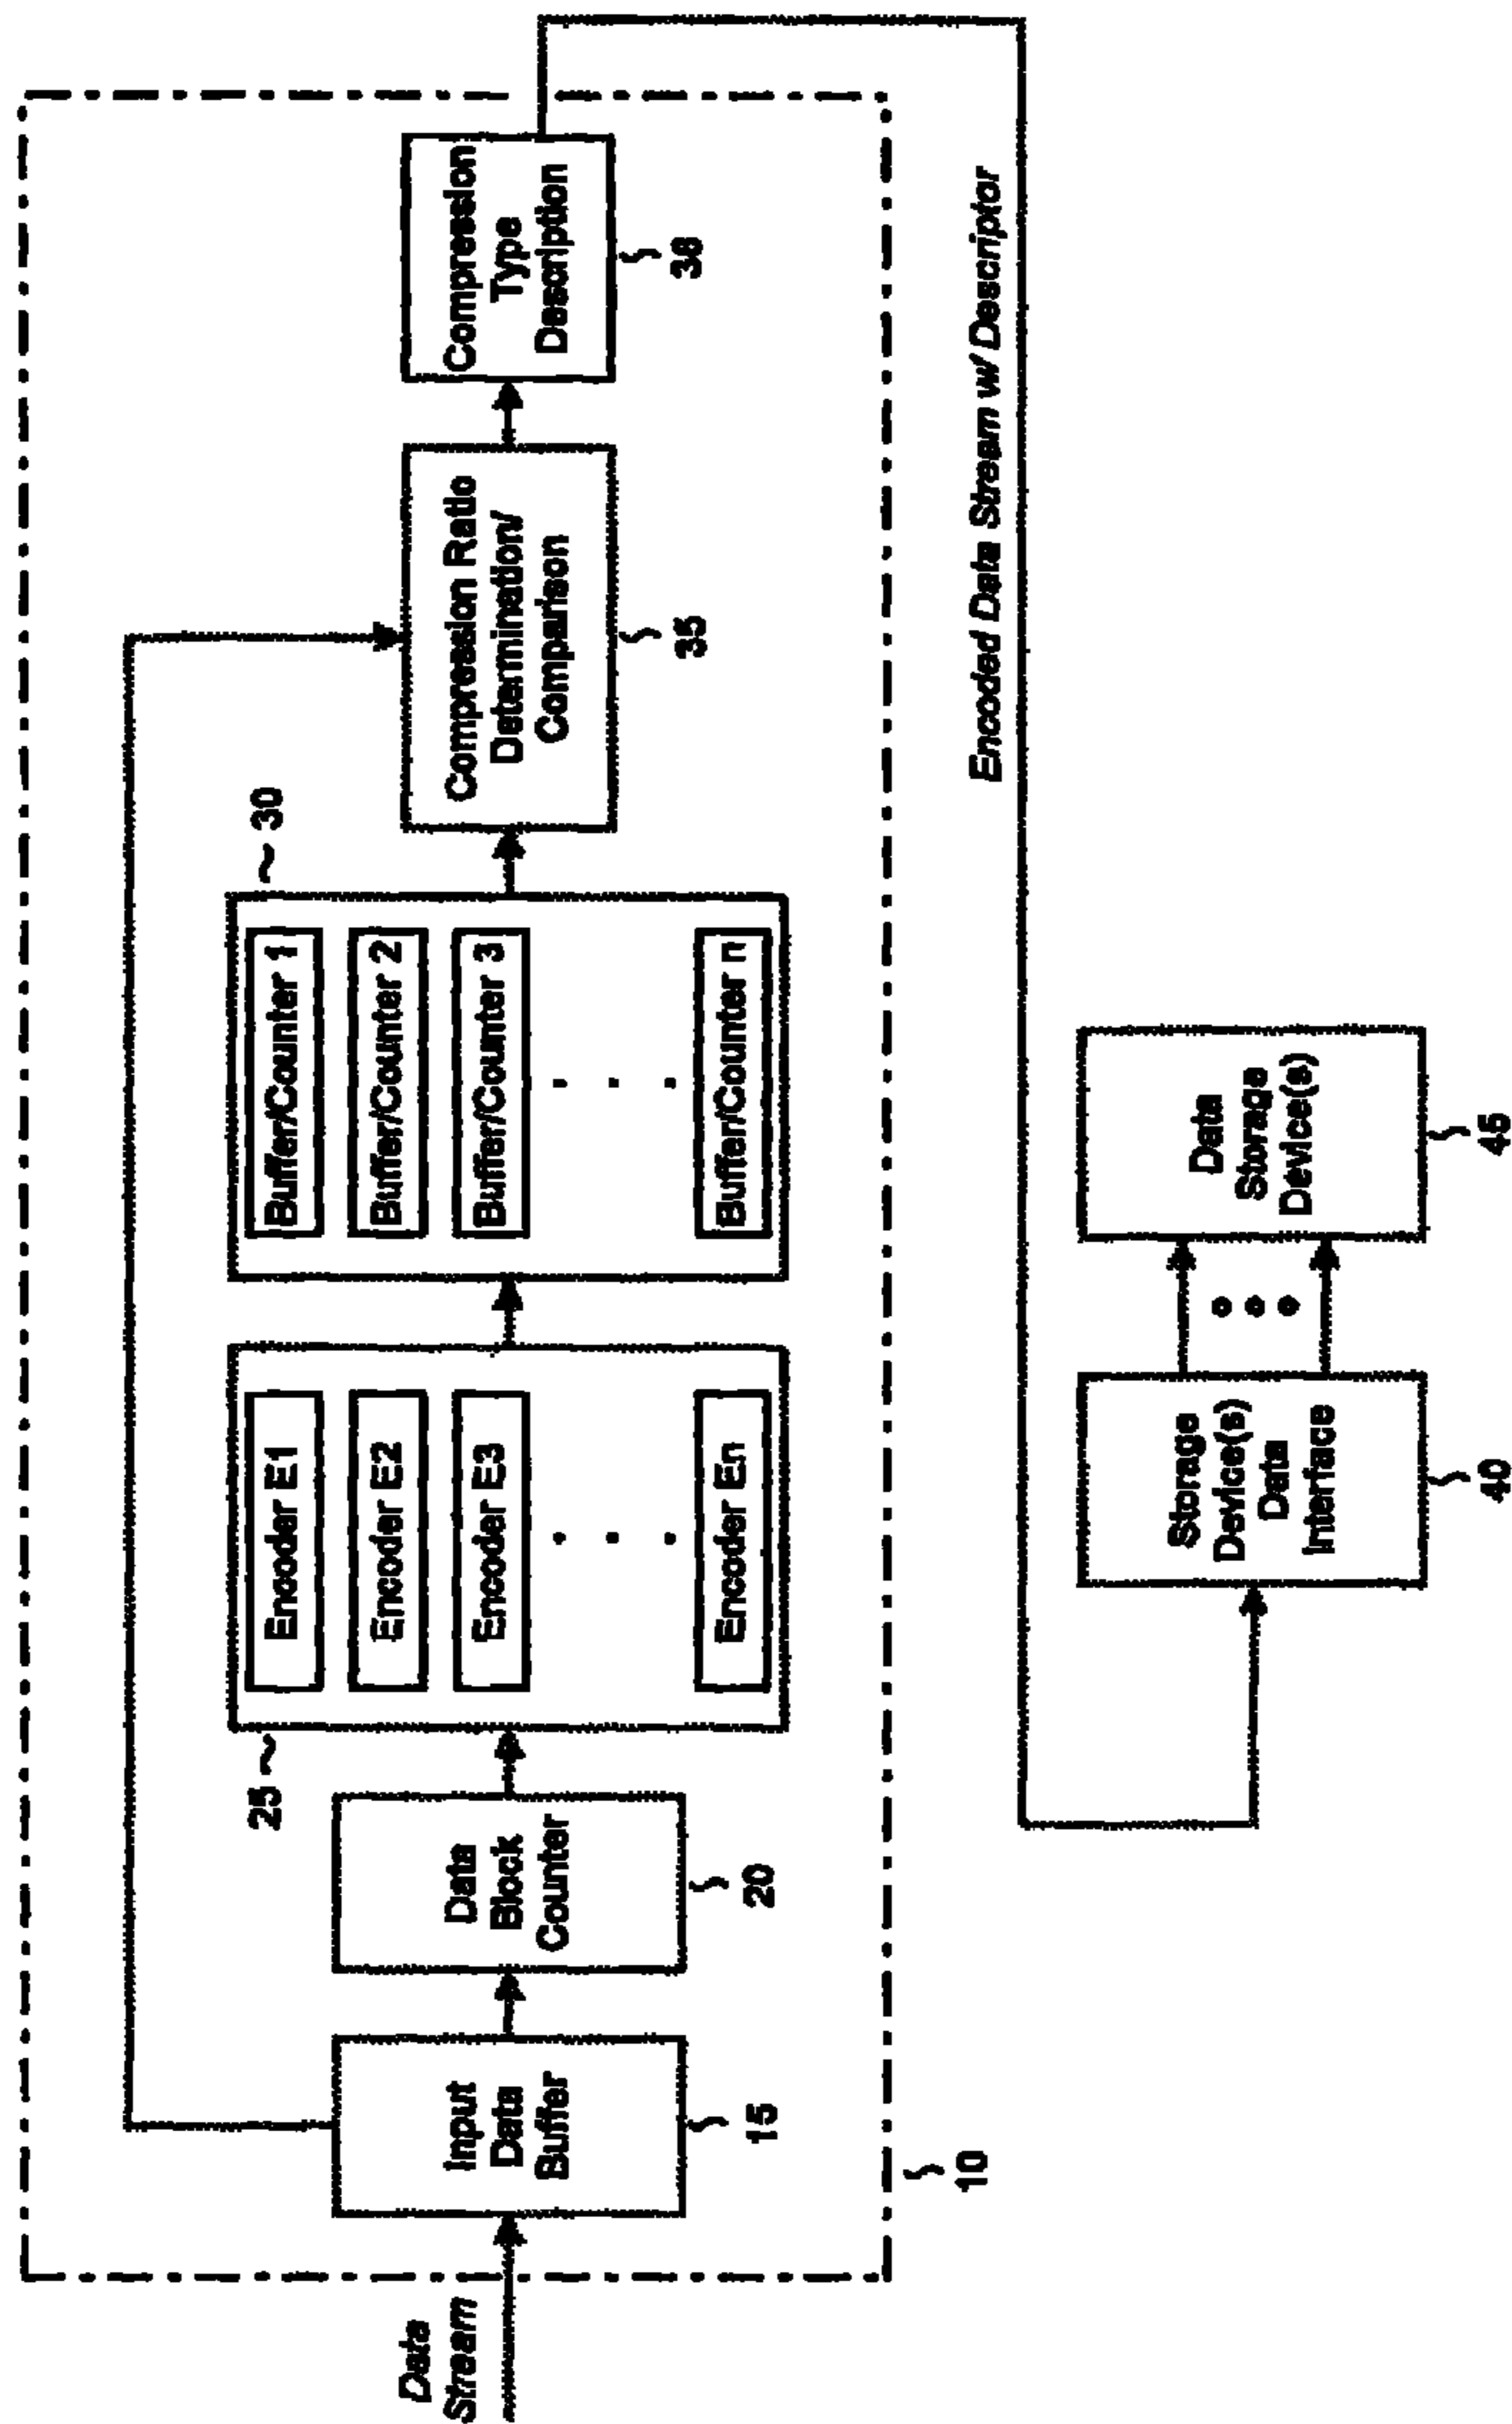 Data
Stream
Input
Data
Buffer
15
Data
Block
Counter
20
25
Encoder E1
Encoder E2
Encoder E3
Encoder En
30
Buffer/Counter 1
Buffer/Counter 2
Buffer/Counter 3
Buffer/Counter n
Compression Ratio
Determination/
Comparison
35
Compression
Type
Description
38
10
Encoded Data Stream w/ Descriptor
Storage
Device(s)
Data
Interface
40
Data
Storage
Device(s)
45